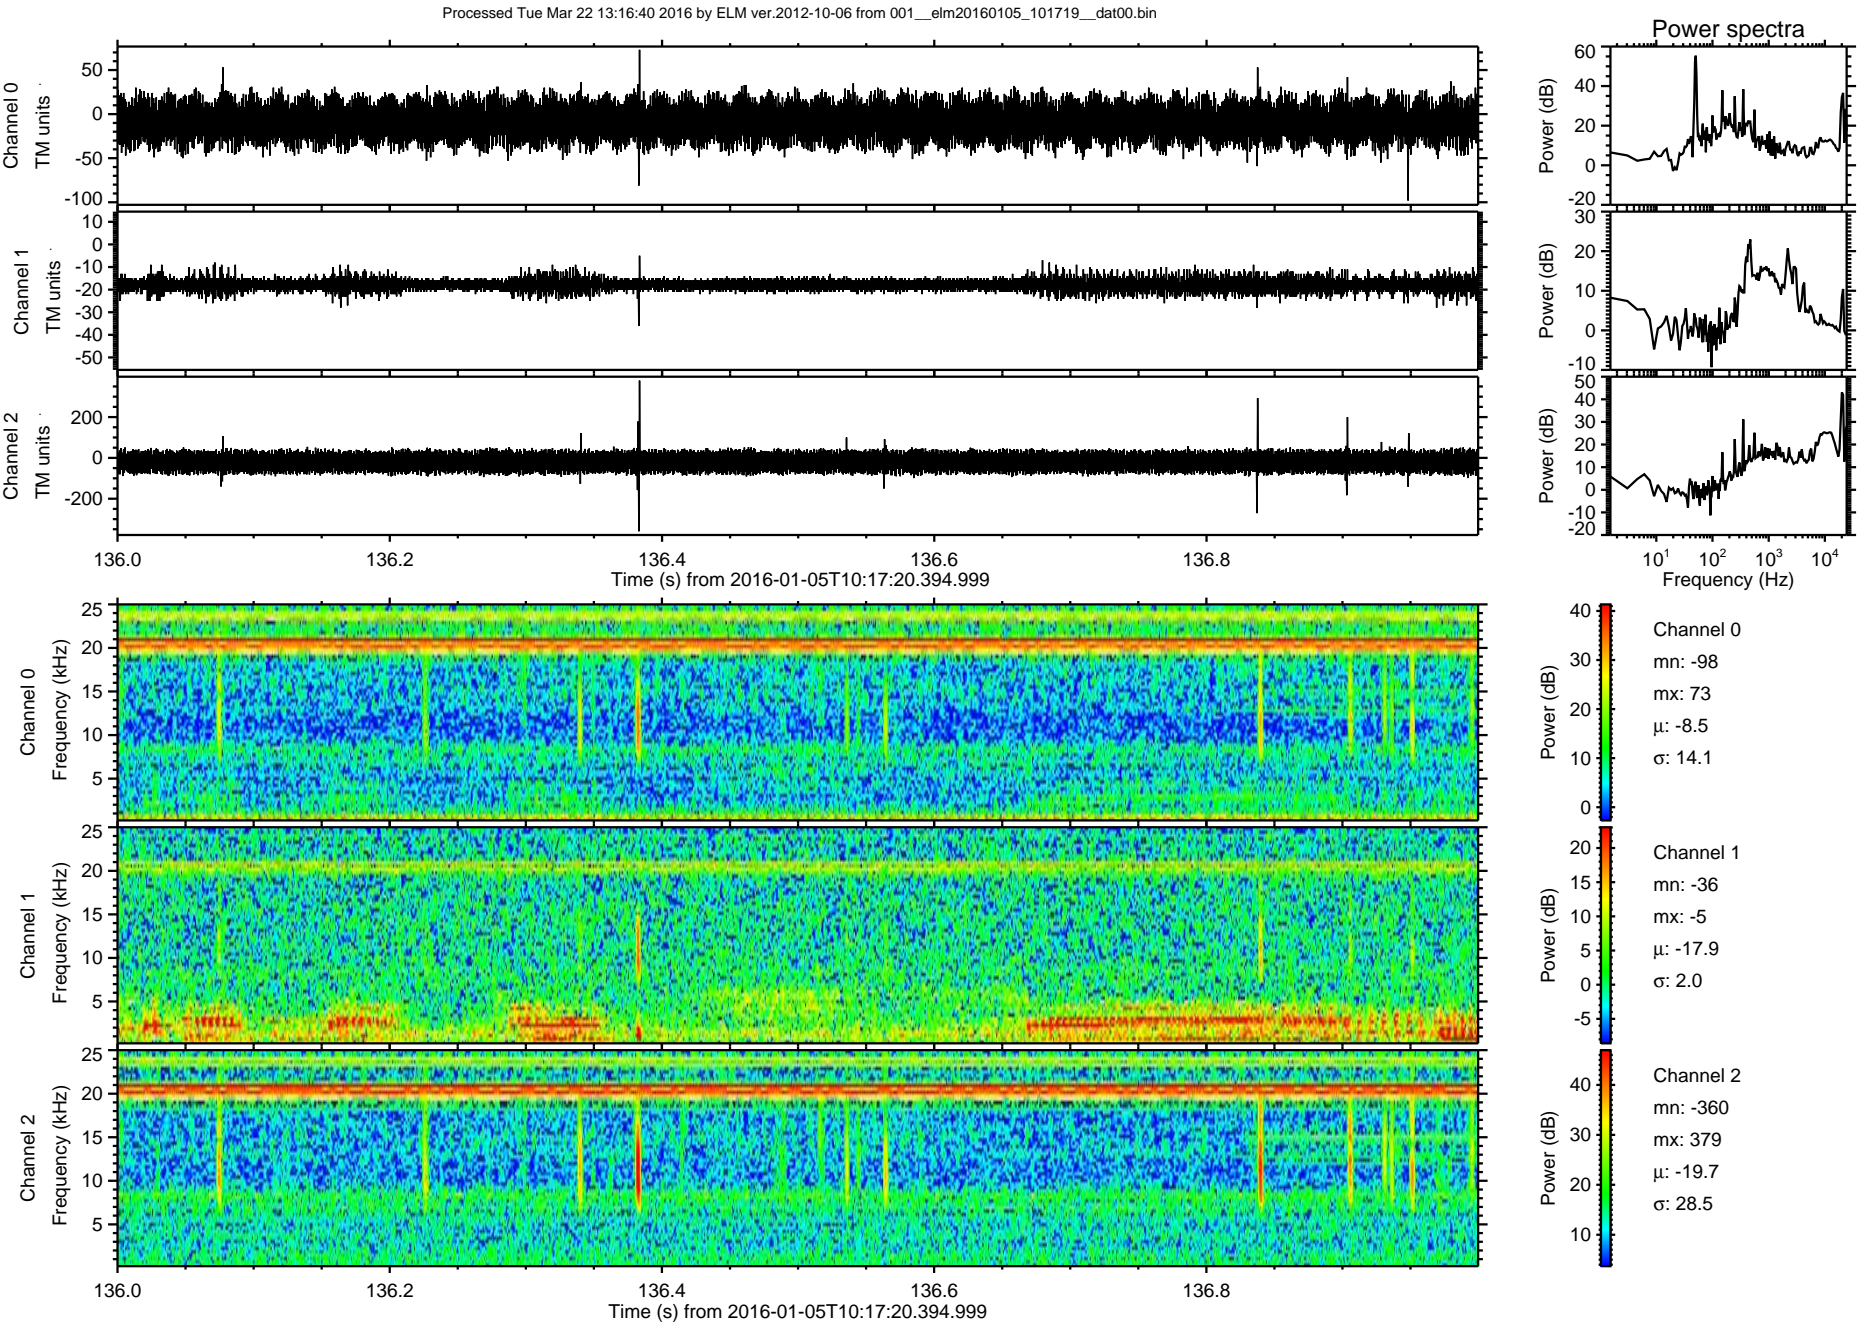 Processed Tue Mar 22 13:16:40 2016 by ELM ver.2012-10-06 from 001__elm20160105_101719__dat00.bin
Power spectra
Channel 0
TM units
50
0
-50
-100
Power (dB)
60
40
20
0
-20
Channel 1
TM units
10
0
-10
-20
-30
-40
-50
Power (dB)
30
20
10
0
-10
Channel 2
TM units
200
0
-200
Power (dB)
50
40
30
20
10
0
-10
-20
136.0 136.2 136.4 136.6 136.8
Time (s) from 2016-01-05T10:17:20.394.999
10^1 10^2 10^3 10^4
Frequency (Hz)
Channel 0
Frequency (kHz)
25
20
15
10
5
Power (dB)
40
30
20
10
0
Channel 0
mn: -98
mx: 73
μ: -8.5
σ: 14.1
Channel 1
Frequency (kHz)
25
20
15
10
5
Power (dB)
20
15
10
5
0
-5
Channel 1
mn: -36
mx: -5
μ: -17.9
σ: 2.0
Channel 2
Frequency (kHz)
25
20
15
10
5
Power (dB)
40
30
20
10
Channel 2
mn: -360
mx: 379
μ: -19.7
σ: 28.5
136.0 136.2 136.4 136.6 136.8
Time (s) from 2016-01-05T10:17:20.394.999